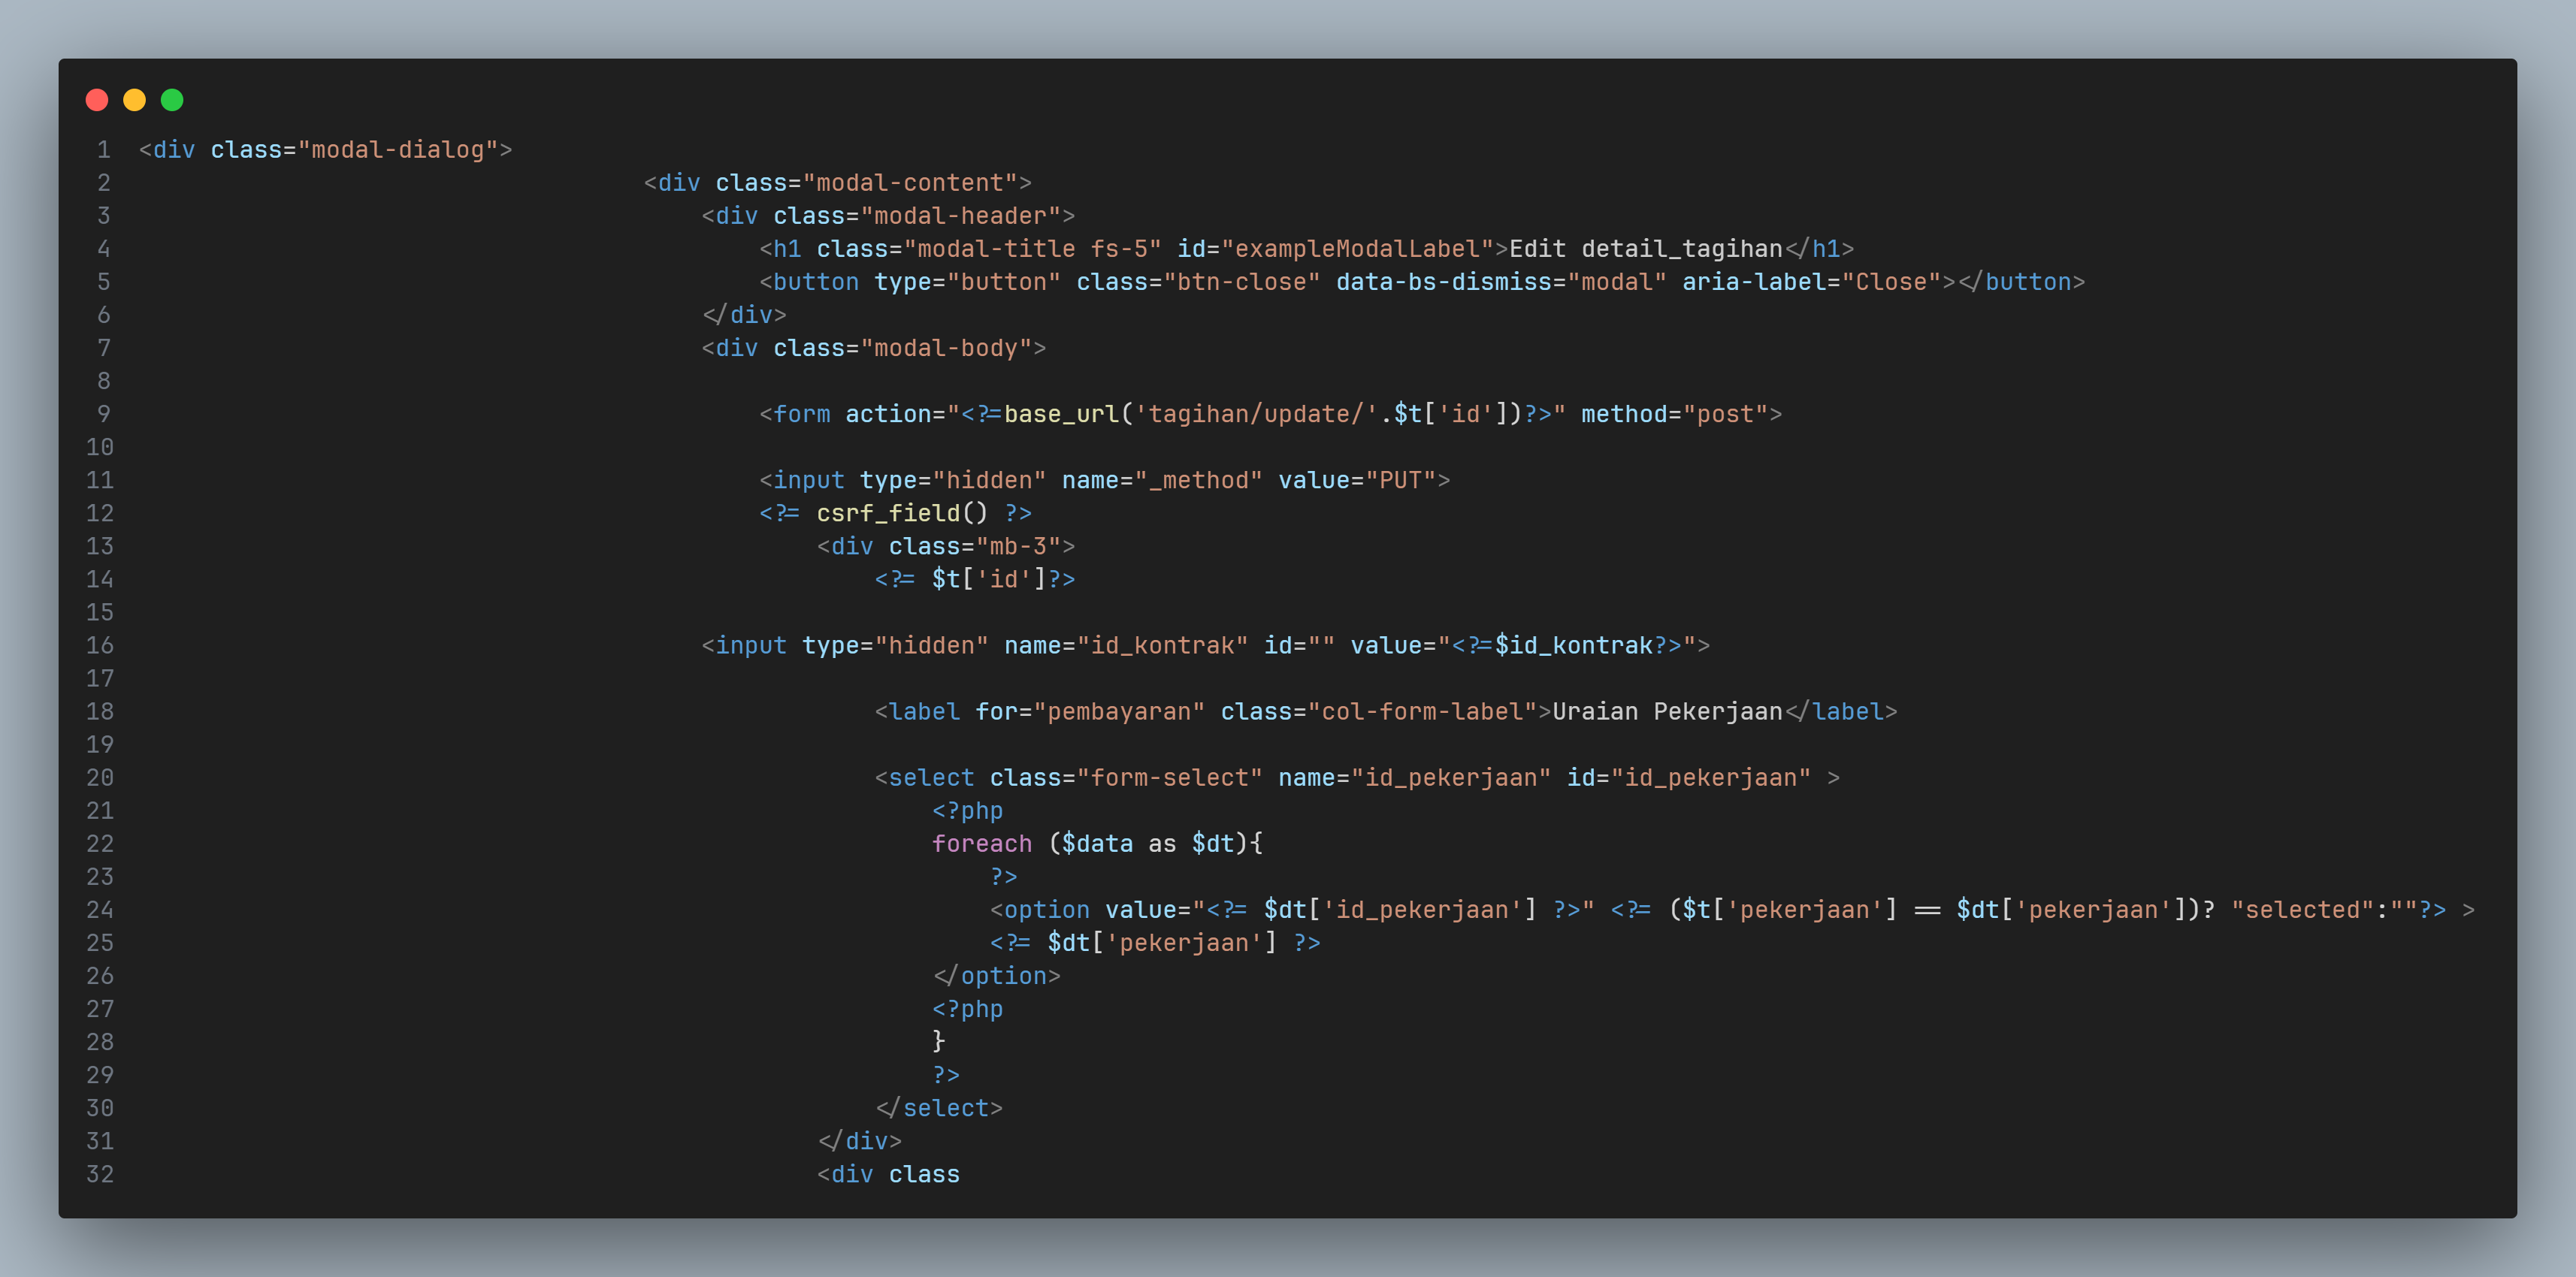 1 <div class="modal-dialog">
2 <div class="modal-content">
3 <div class="modal-header">
4 <h1 class="modal-title fs-5" id="exampleModalLabel">Edit detail_tagihan</h1>
5 <button type="button" class="btn-close" data-bs-dismiss="modal" aria-label="Close"></button>
6 </div>
7 <div class="modal-body">
8
9 <form action="<?=base_url('tagihan/update/'.$t['id'])?>" method="post">
10
11 <input type="hidden" name="_method" value="PUT">
12 <?= csrf_field() ?>
13 <div class="mb-3">
14 <?= $t['id']?>
15
16 <input type="hidden" name="id_kontrak" id="" value="<?=$id_kontrak?>">
17
18 <label for="pembayaran" class="col-form-label">Uraian Pekerjaan</label>
19
20 <select class="form-select" name="id_pekerjaan" id="id_pekerjaan" >
21 <?php
22 foreach ($data as $dt){
23 ?>
24 <option value="<?= $dt['id_pekerjaan'] ?>" <?= ($t['pekerjaan'] == $dt['pekerjaan'])? "selected":""?> >
25 <?= $dt['pekerjaan'] ?>
26 </option>
27 <?php
28 }
29 ?>
30 </select>
31 </div>
32 <div class